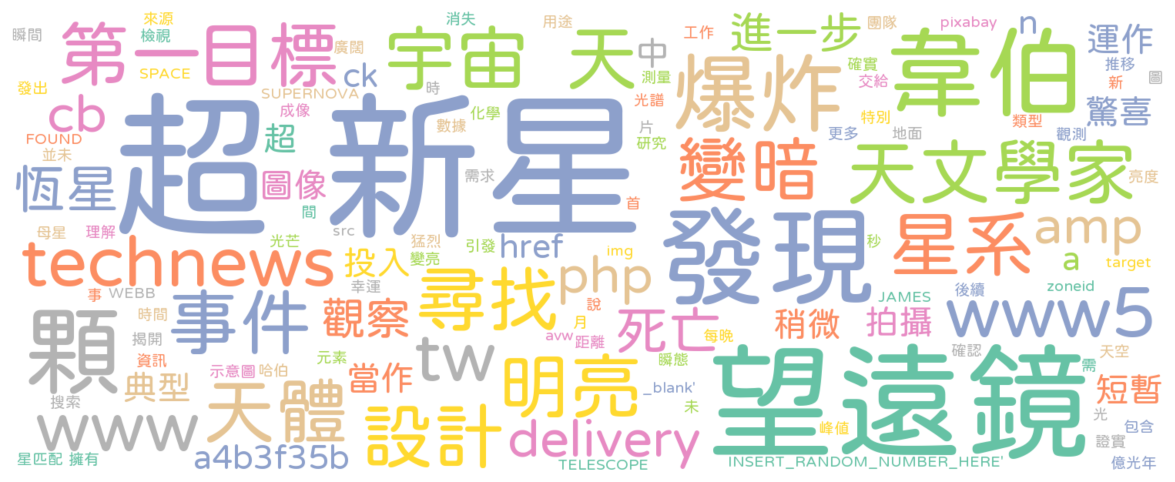 瞬間
來源
檢視
第一目標
廣闊
消失
宇宙
用途
天
中
工作
進一步
團隊
pixabay
n
運作
發出
SPACE
cb
SUPERNOVA
ck
時
測量
爆炸
確實
交給
韋伯
推移
新
圖
FOUND
並未
成像
超
數據
化學
光譜
片
研究
特別
更多
地面
類型
觀測
驚喜
恆星
超新星
圖像
需求
變暗
天文學家
亮度
母星
理解
間
src
首
光芒
引發
href
猛烈
變亮
img
發現
秒
星系
amp
a
target
technews
投入
php
事
WEBB
幸運
尋找
說
JAMES
後續
zoneid
顆
事件
時間
揭開
觀察
月
avw
距離
死亡
每晚
稍微
拍攝
www5
資訊
示意圖
哈伯
元素
tw
瞬態
確認
天空
典型
當作
明亮
_blank'
望遠鏡
需
短暫
搜索
www
天體
設計
未
delivery
峰值
光
包含
證實
星匹配
擁有
a4b3f35b
TELESCOPE
INSERT_RANDOM_NUMBER_HERE'
億光年